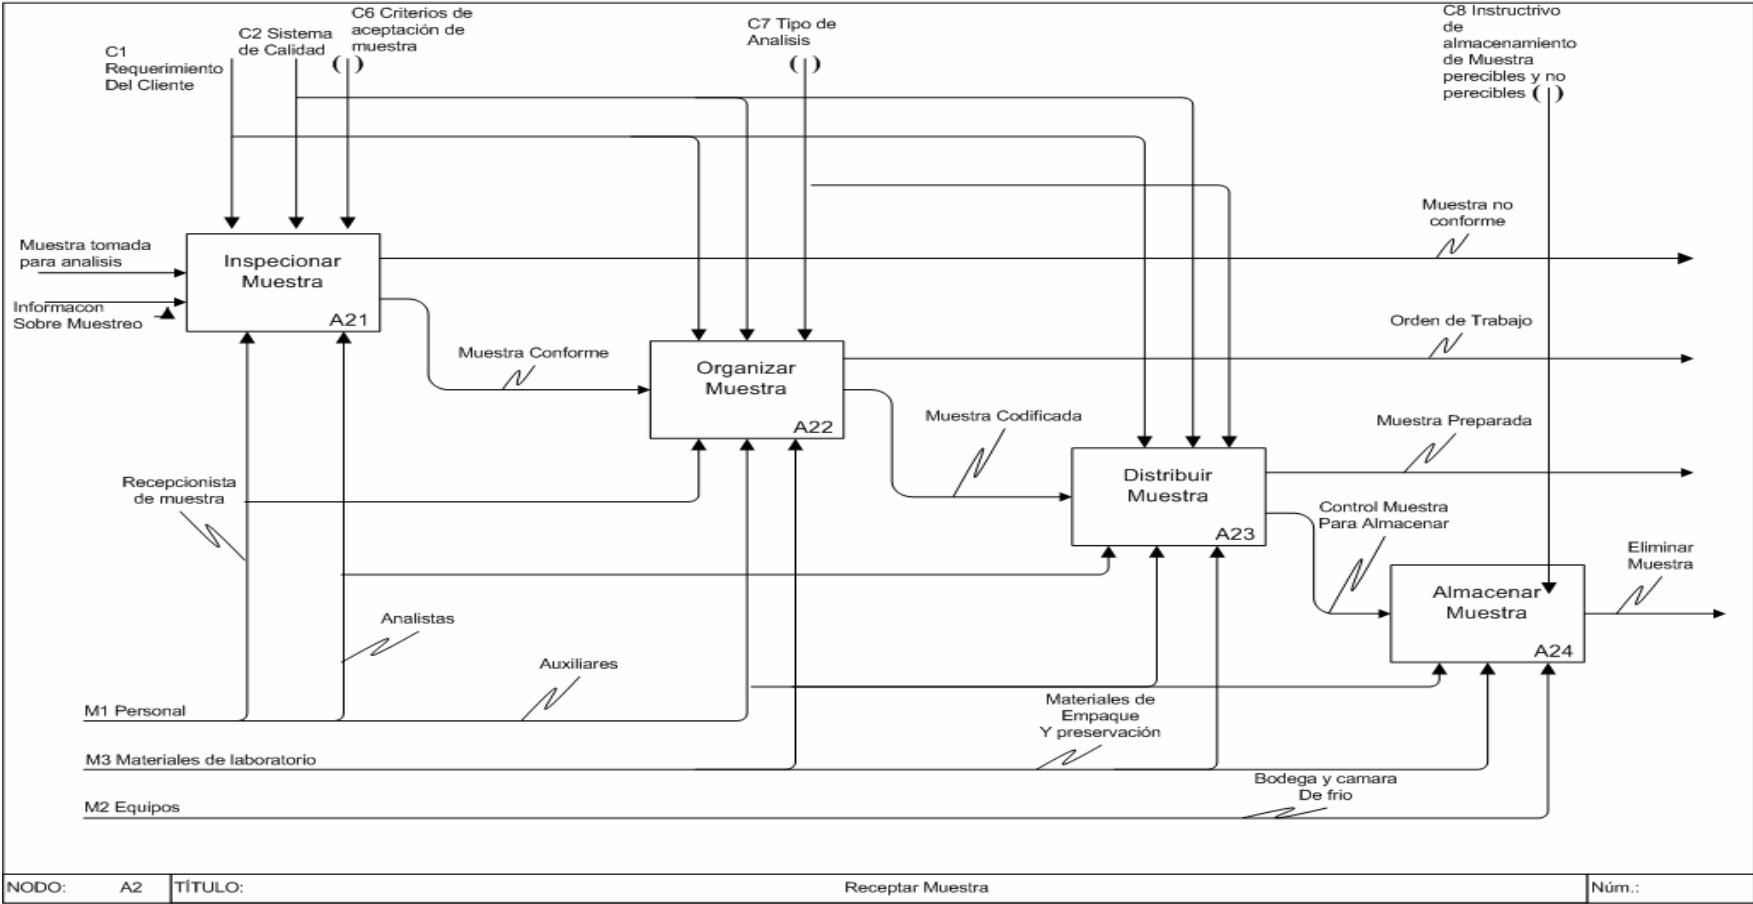 C1
Requerimiento
Del Cliente
C2 Sistema
de Calidad
C6 Criterios de
aceptación de
muestra
( )
C7 Tipo de
Analisis
( )
C8 Instructivo
de
almacenamiento
de Muestra
perecibles y no
perecibles ( )
Muestra tomada
para analisis
Informacon
Sobre Muestreo
Inspecionar
Muestra
A21
Muestra no
conforme
Muestra Conforme
Organizar
Muestra
A22
Orden de Trabajo
Muestra Codificada
Muestra Preparada
Distribuir
Muestra
A23
Recepcionista
de muestra
Control Muestra
Para Almacenar
Almacenar
Muestra
A24
Eliminar
Muestra
Analistas
Auxiliares
M1 Personal
Materiales de
Empaque
Y preservación
M3 Materiales de laboratorio
Bodega y camara
De frio
M2 Equipos
NODO: A2 TÍTULO: Receptar Muestra Núm.: